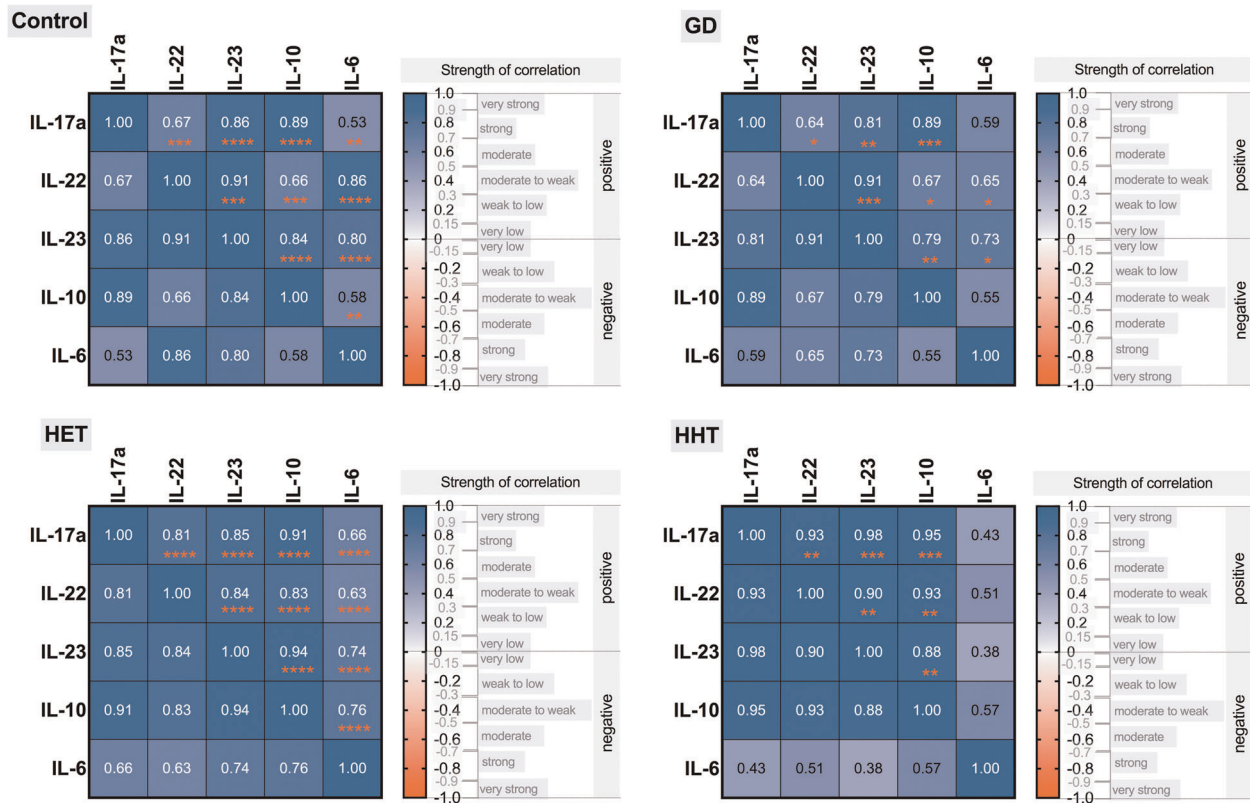 Control
IL-17a IL-22 IL-23 IL-10 IL-6
IL-17a 1.00 0.67 0.86 0.89 0.53
*** **** **** **
IL-22 0.67 1.00 0.91 0.66 0.86
*** *** ****
IL-23 0.86 0.91 1.00 0.84 0.80
**** ****
IL-10 0.89 0.66 0.84 1.00 0.58
**
IL-6 0.53 0.86 0.80 0.58 1.00
Strength of correlation
1.0
0.9 very strong
0.8
0.7 strong
0.6
0.5 moderate
0.4
0.3 moderate to weak
0.2
0.15 weak to low
0 very low
-0.15 very low
-0.2
-0.3 weak to low
-0.4 moderate to weak
-0.5
-0.6 moderate
-0.7
-0.8 strong
-0.9
-1.0 very strong
positive
negative
GD
IL-17a IL-22 IL-23 IL-10 IL-6
IL-17a 1.00 0.64 0.81 0.89 0.59
* ** ***
IL-22 0.64 1.00 0.91 0.67 0.65
*** * *
IL-23 0.81 0.91 1.00 0.79 0.73
** *
IL-10 0.89 0.67 0.79 1.00 0.55
IL-6 0.59 0.65 0.73 0.55 1.00
Strength of correlation
1.0
0.9 very strong
0.8
0.7 strong
0.6
0.5 moderate
0.4
0.3 moderate to weak
0.2
0.15 weak to low
0 very low
-0.15 very low
-0.2
-0.3 weak to low
-0.4 moderate to weak
-0.5
-0.6 moderate
-0.7
-0.8 strong
-0.9
-1.0 very strong
positive
negative
HET
IL-17a IL-22 IL-23 IL-10 IL-6
IL-17a 1.00 0.81 0.85 0.91 0.66
**** **** **** ****
IL-22 0.81 1.00 0.84 0.83 0.63
**** **** ****
IL-23 0.85 0.84 1.00 0.94 0.74
**** ****
IL-10 0.91 0.83 0.94 1.00 0.76
****
IL-6 0.66 0.63 0.74 0.76 1.00
Strength of correlation
1.0
0.9 very strong
0.8
0.7 strong
0.6
0.5 moderate
0.4
0.3 moderate to weak
0.2
0.15 weak to low
0 very low
-0.15 very low
-0.2
-0.3 weak to low
-0.4 moderate to weak
-0.5
-0.6 moderate
-0.7
-0.8 strong
-0.9
-1.0 very strong
positive
negative
HHT
IL-17a IL-22 IL-23 IL-10 IL-6
IL-17a 1.00 0.93 0.98 0.95 0.43
** *** ***
IL-22 0.93 1.00 0.90 0.93 0.51
** **
IL-23 0.98 0.90 1.00 0.88 0.38
**
IL-10 0.95 0.93 0.88 1.00 0.57
IL-6 0.43 0.51 0.38 0.57 1.00
Strength of correlation
1.0
0.9 very strong
0.8
0.7 strong
0.6
0.5 moderate
0.4
0.3 moderate to weak
0.2
0.15 weak to low
0 very low
-0.15 very low
-0.2
-0.3 weak to low
-0.4 moderate to weak
-0.5
-0.6 moderate
-0.7
-0.8 strong
-0.9
-1.0 very strong
positive
negative